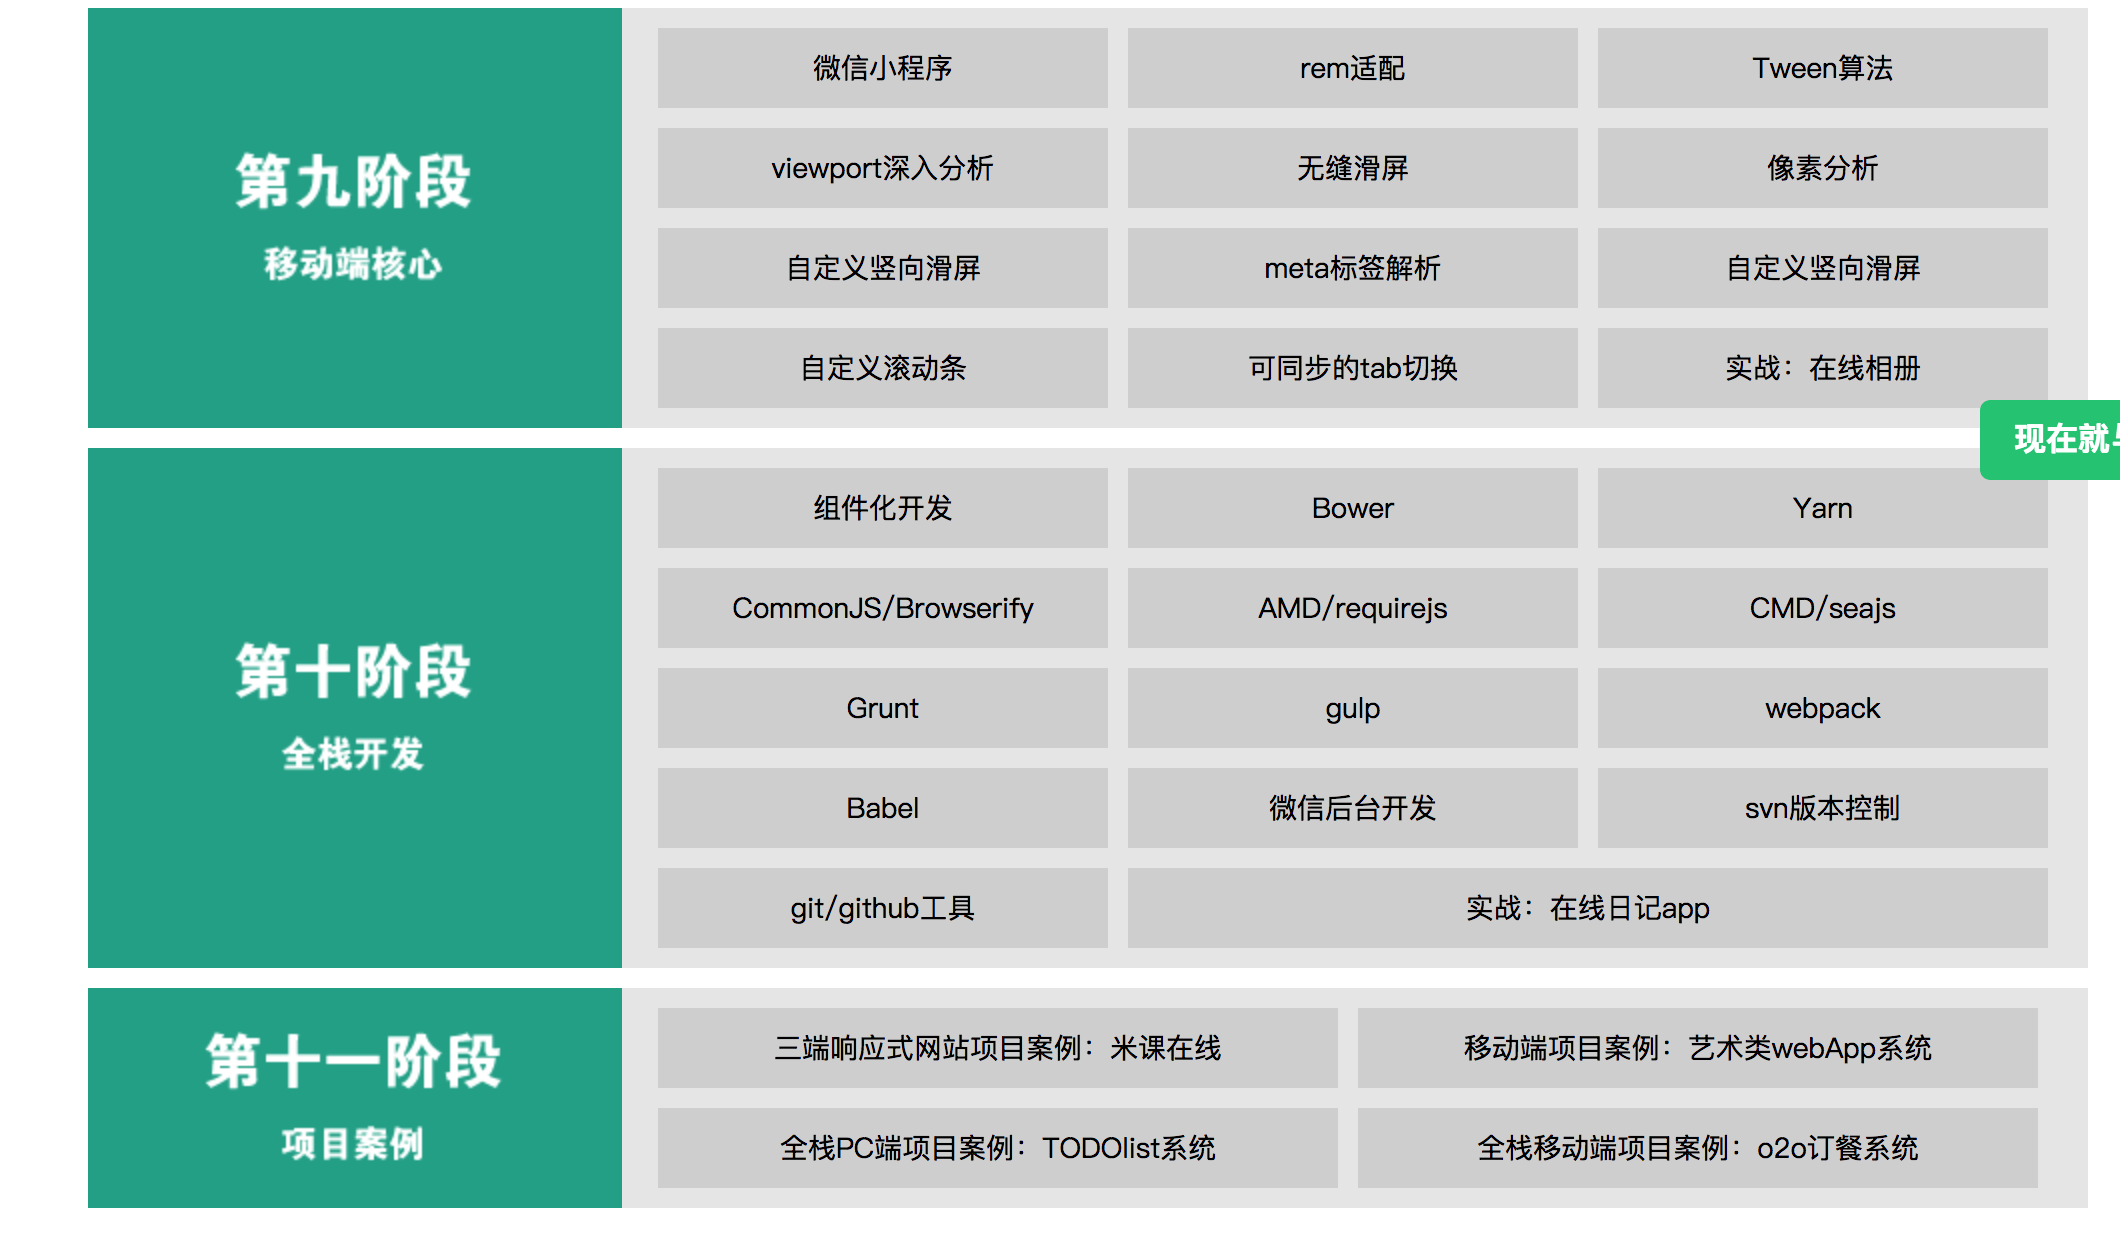 第九阶段
移动端核心
微信小程序
rem适配
Tween算法
viewport深入分析
无缝滑屏
像素分析
自定义竖向滑屏
meta标签解析
自定义竖向滑屏
自定义滚动条
可同步的tab切换
实战：在线相册
现在就
第十阶段
全栈开发
组件化开发
Bower
Yarn
CommonJS/Browserify
AMD/requirejs
CMD/seajs
Grunt
gulp
webpack
Babel
微信后台开发
svn版本控制
git/github工具
实战：在线日记app
第十一阶段
项目案例
三端响应式网站项目案例：米课在线
移动端项目案例：艺术类webApp系统
全栈PC端项目案例：TODOlist系统
全栈移动端项目案例：o2o订餐系统